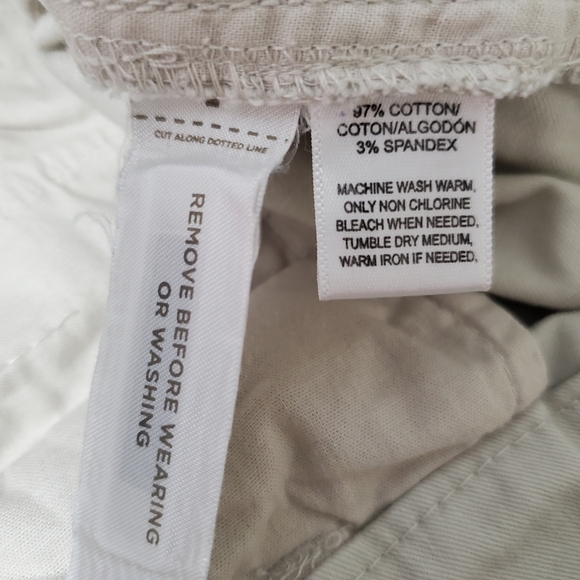 CUT ALONG DOTTED LINE
REMOVE BEFORE WEARING
OR WASHING
97% COTTON/
COTON/ALGODÓN
3% SPANDEX
MACHINE WASH WARM,
ONLY NON CHLORINE
BLEACH WHEN NEEDED,
TUMBLE DRY MEDIUM,
WARM IRON IF NEEDED.